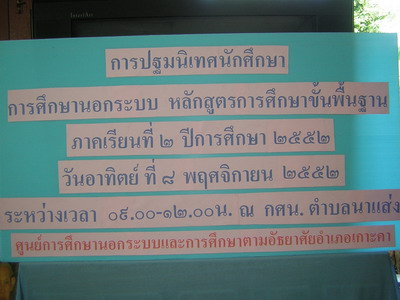 การปฐมนิเทศนักศึกษา
การศึกษานอกระบบ หลักสูตรการศึกษาขั้นพื้นฐาน
ภาคเรียนที่ ๒ ปีการศึกษา ๒๕๕๒
วันอาทิตย์ ที่ ๘ พฤศจิกายน ๒๕๕๒
ระหว่างเวลา ๐๙.๐๐-๑๒.๐๐น. ณ กศน. ตำบลนาแส่ง
ศูนย์การศึกษานอกระบบและการศึกษาตามอัธยาศัยอำเภอเกาะคา